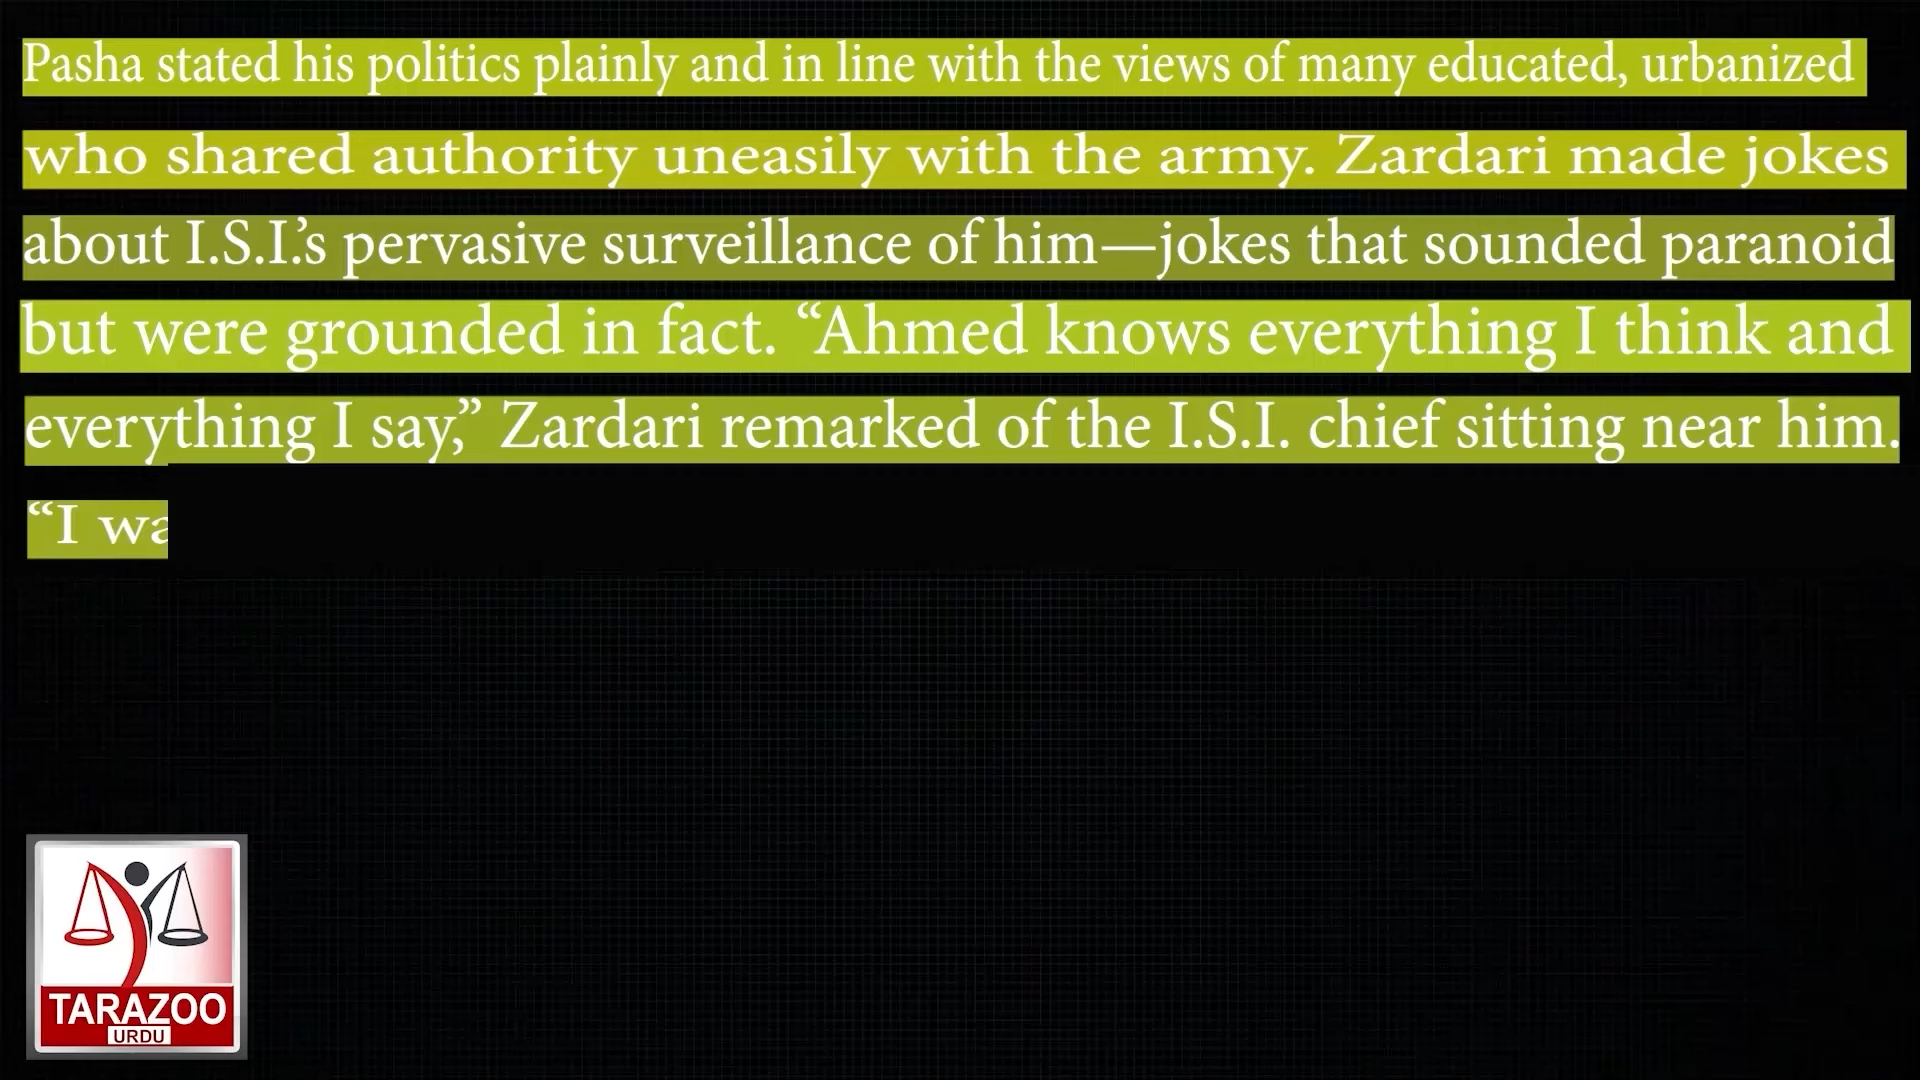 Pasha stated his politics plainly and in line with the views of many educated, urbanized
who shared authority uneasily with the army. Zardari made jokes
about I.S.I.’s pervasive surveillance of him—jokes that sounded paranoid
but were grounded in fact. “Ahmed knows everything I think and
everything I say,” Zardari remarked of the I.S.I. chief sitting near him.
“I wa
TARAZOO
URDU